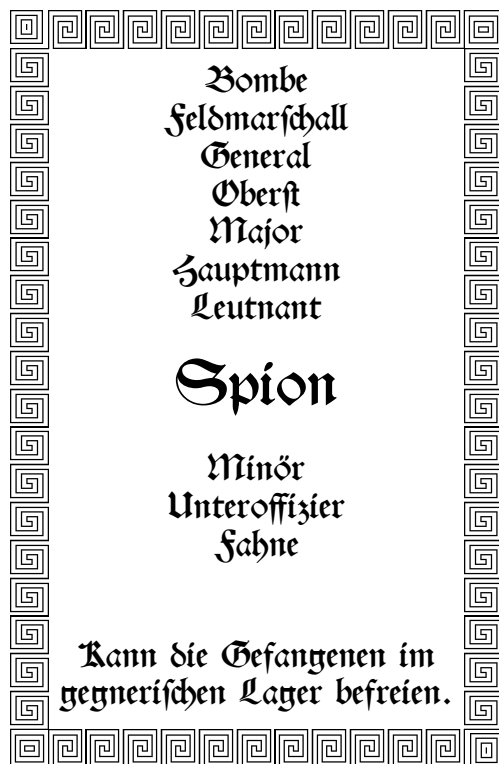 Bombe
Feldmarſchall
General
Oberſt
Major
Hauptmann
Leutnant
Spion
Minör
Unteroffizier
Fahne
Kann die Gefangenen im
gegneriſchen Lager befreien.